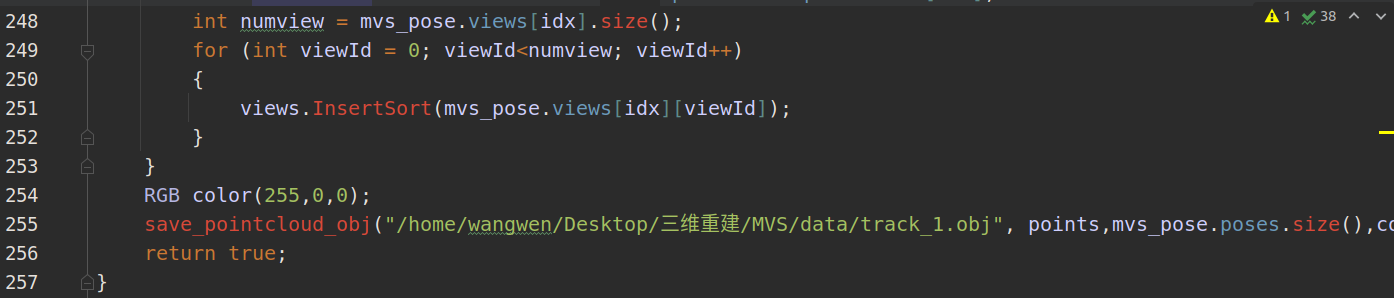 248 int numview = mvs_pose.views[idx].size(); 1 38
249 for (int viewId = 0; viewId<numview; viewId++)
250 {
251 views.InsertSort(mvs_pose.views[idx][viewId]);
252 }
253 }
254 RGB color(255,0,0);
255 save_pointcloud_obj("/home/wangwen/Desktop/三维重建/MVS/data/track_1.obj", points,mvs_pose.poses.size(),co
256 return true;
257 }